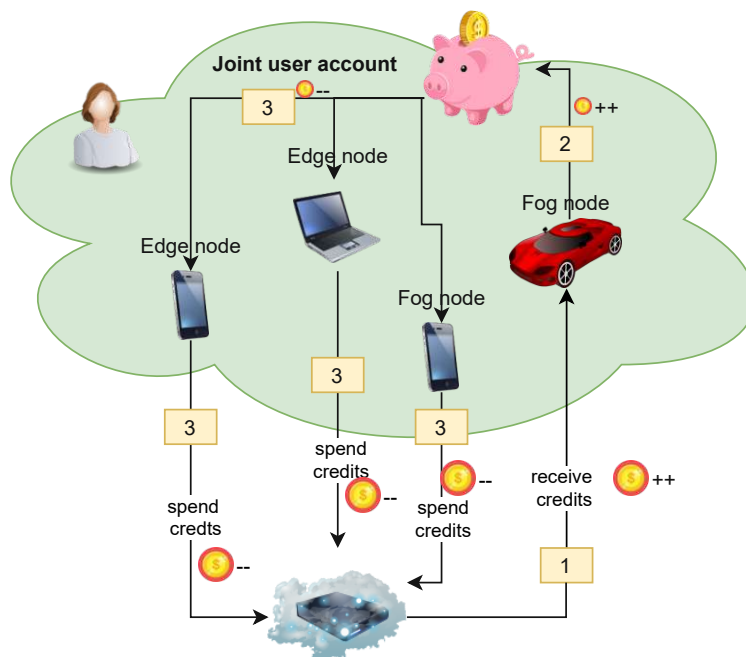 Joint user account
3
--
++
2
Edge node
Fog node
Edge node
Fog node
3
3
3
spend
credits
--
--
receive
credits
++
spend
credts
--
spend
credits
1